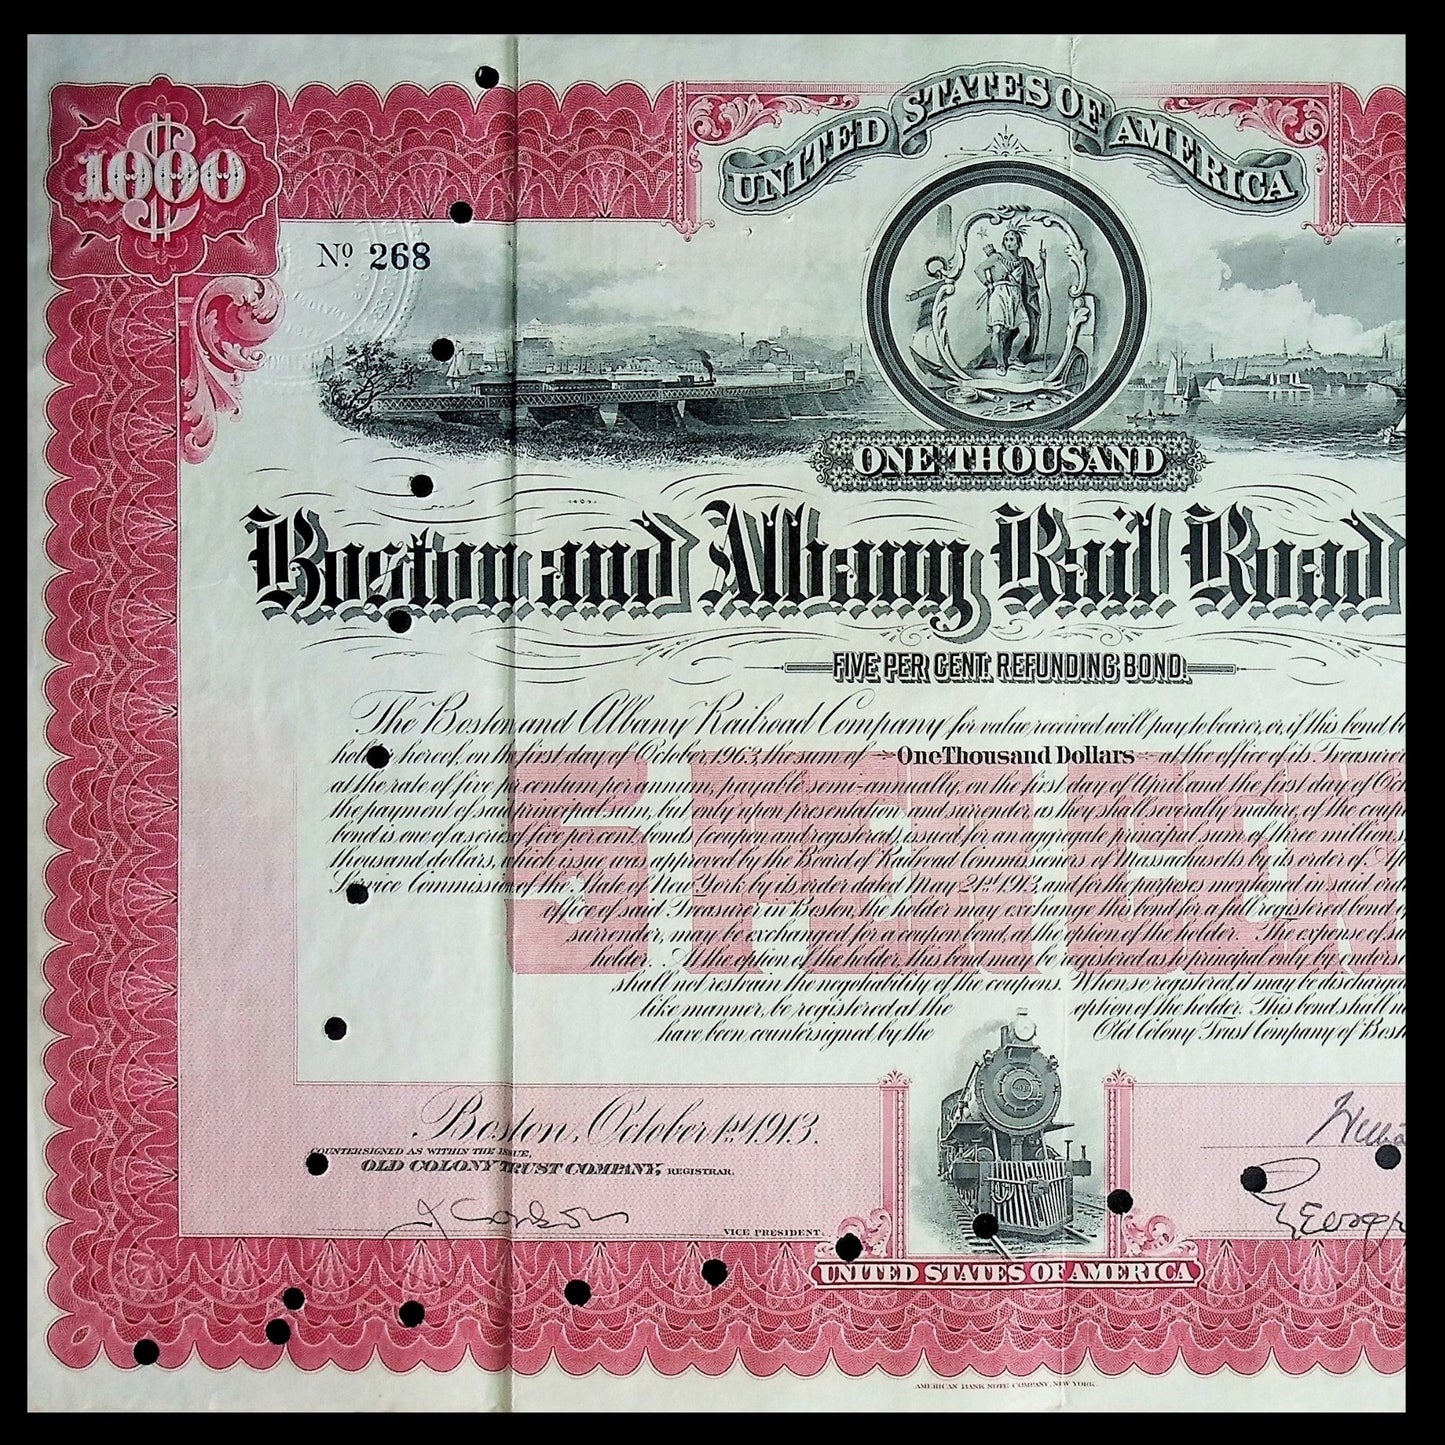 UNITED STATES OF AMERICA
$1000
No 268
ONE THOUSAND
Boston and Albany Rail Road
FIVE PER CENT. REFUNDING BOND.
The Boston and Albany Railroad Company for value received will pay to bearer, or, if this bond be
holder hereof, on the first day of October 1963, the sum of One Thousand Dollars at the office of its Treasurer
at the rate of five per centum per annum, payable semi-annually, on the first day of April and the first day of Oct
the payment of said principal sum, but only upon presentation and surrender as they shall severally mature, of the coup
bond is one of a series of five per cent. bonds (coupon and registered), issued for an aggregate principal sum of three million
thousand dollars, which issue was approved by the Board of Railroad Commissioners of Massachusetts by its order of Ap
Service Commission of the State of New York by its order dated May 21st 1913, and for the purposes mentioned in said ord
office of said Treasurer in Boston, the holder may exchange this bond for a full registered bond of
surrender, may be exchanged for a coupon bond, at the option of the holder. The expense of su
holder. At the option of the holder, this bond may be registered as to principal only, by endorse
shall not restrain the negotiability of the coupons. When so registered, it may be discharged
like manner, be registered at the option of the holder. This bond shall n
have been countersigned by the Old Colony Trust Company of Bost
Boston, October 1st 1913.
COUNTERSIGNED AS WITHIN THE ISSUE,
OLD COLONY TRUST COMPANY, REGISTRAR,
VICE PRESIDENT.
UNITED STATES OF AMERICA
AMERICAN BANK NOTE COMPANY, NEW YORK.